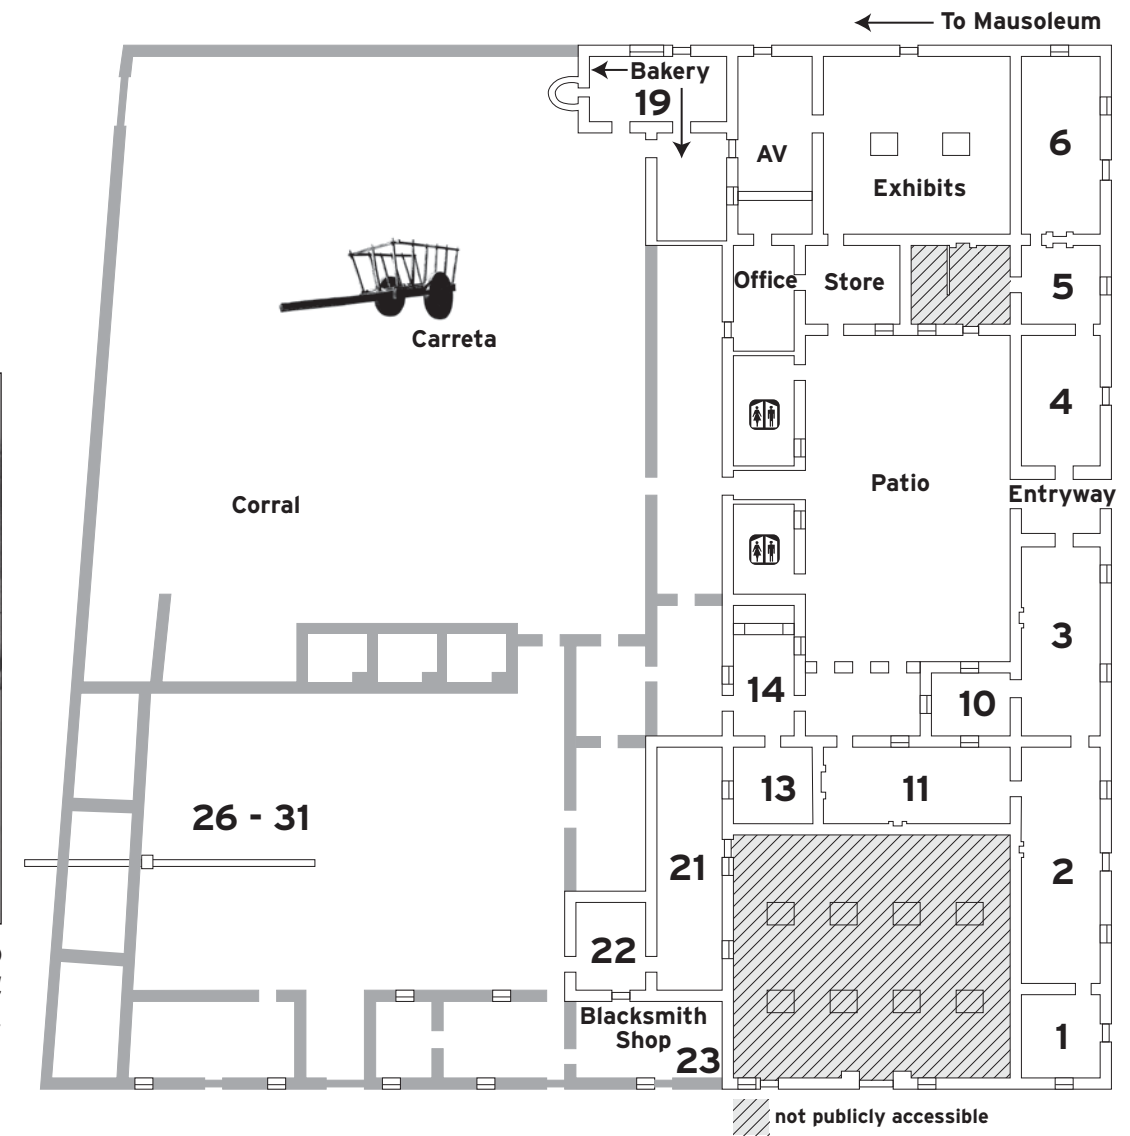 To Mausoleum
Bakery
19
AV
Exhibits
6
Office
Store
5
Carreta
4
Corral
Patio
Entryway
3
14
10
26 - 31
13
11
21
2
22
Blacksmith
Shop
23
1
not publicly accessible